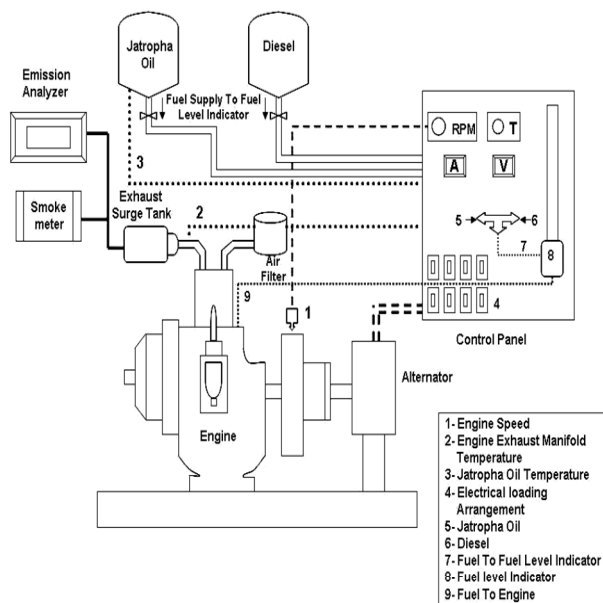 Jatropha
Oil
Diesel
Emission
Analyzer
Fuel Supply To Fuel
Level Indicator
RPM
T
A
V
3
Smoke
meter
Exhaust
Surge Tank
2
5
6
7
8
Air
Filter
9
1
4
Control Panel
Alternator
Engine
1- Engine Speed
2- Engine Exhaust Manifold
Temperature
3- Jatropha Oil Temperature
4- Electrical loading
Arrangement
5- Jatropha Oil
6- Diesel
7- Fuel To Fuel Level Indicator
8- Fuel level Indicator
9- Fuel To Engine